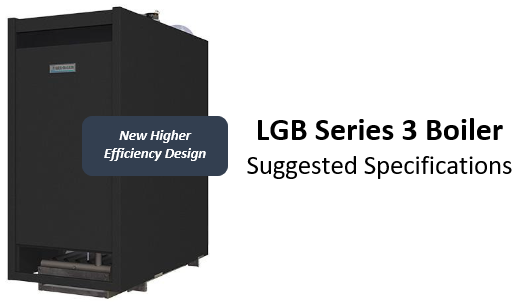 New Higher
Efficiency Design
LGB Series 3 Boiler
Suggested Specifications